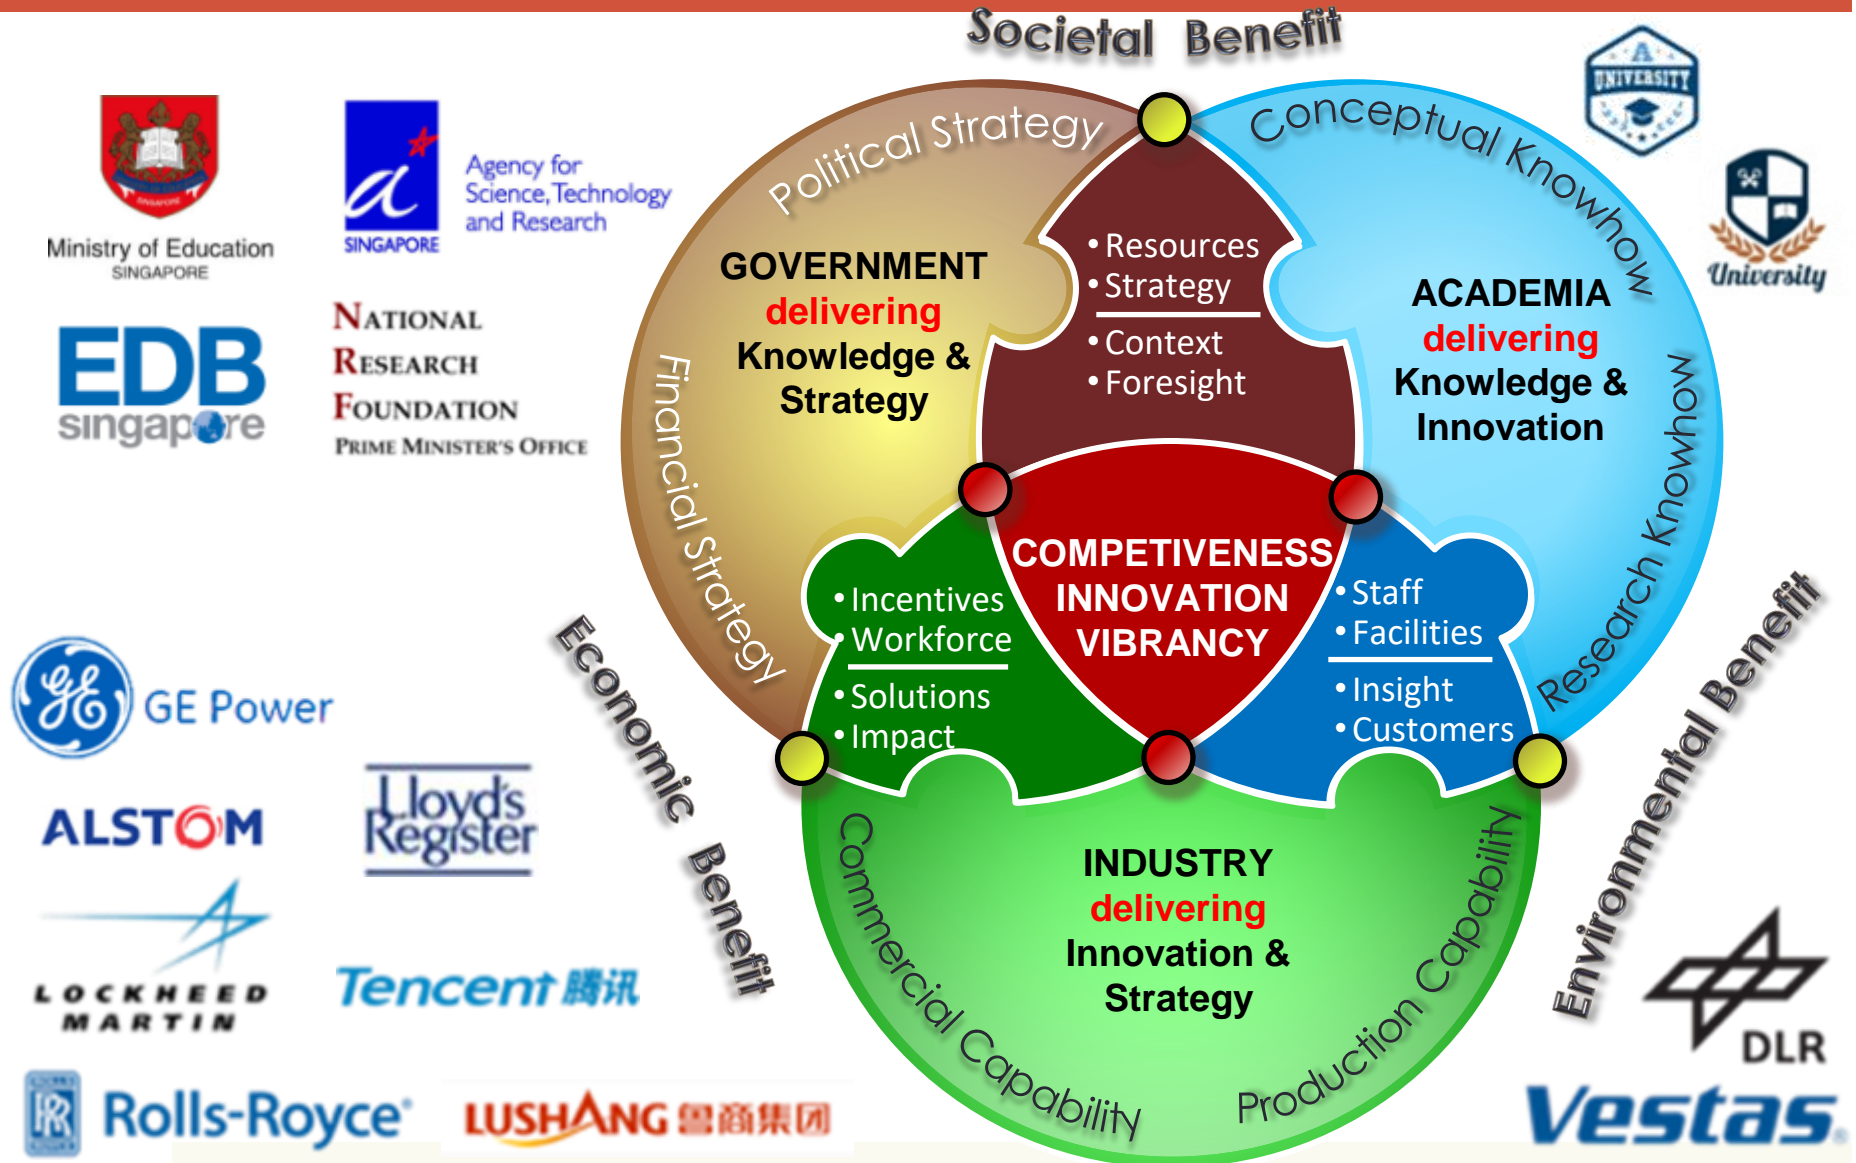 Societal Benefit
A
UNIVERSITY
University
Ministry of Education
SINGAPORE
SINGAPORE
Agency for
Science, Technology
and Research
EDB
singapore
NATIONAL
RESEARCH
FOUNDATION
PRIME MINISTER'S OFFICE
Political Strategy
Financial Strategy
GOVERNMENT
delivering
Knowledge &
Strategy
• Resources
• Strategy
• Context
• Foresight
Conceptual Knowhow
Research Knowhow
ACADEMIA
delivering
Knowledge &
Innovation
COMPETIVENESS
INNOVATION
VIBRANCY
• Incentives
• Workforce
• Solutions
• Impact
• Staff
• Facilities
• Insight
• Customers
Economic Benefit
Environmental Benefit
INDUSTRY
delivering
Innovation &
Strategy
Commercial Capability
Production Capability
GE Power
ALSTOM
Lloyd's
Register
LOCKHEED
MARTIN
Tencent 腾讯
Rolls-Royce
LUSHANG 鲁商集团
DLR
Vestas